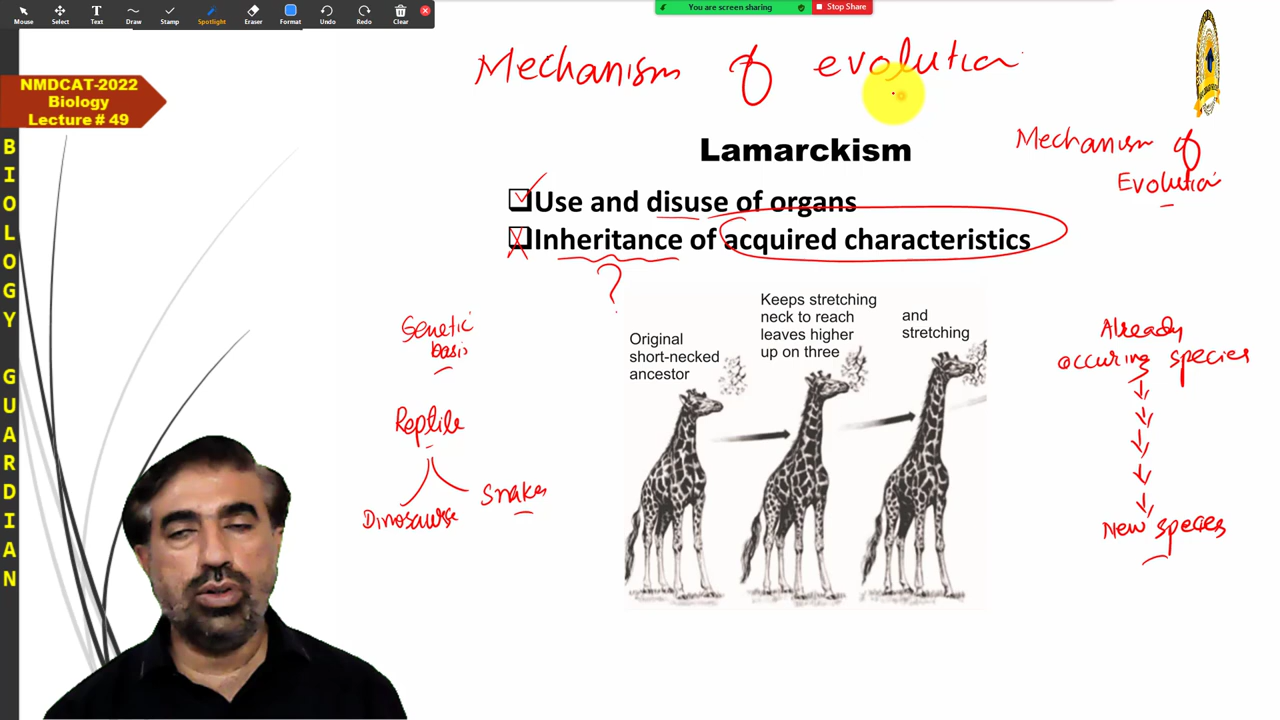 Mouse Select Text Draw Stamp Spotlight Eraser Format Undo Redo Clear
You are screen sharing Stop Share
Mechanism of evolution
NMDCAT-2022
Biology
Lecture # 49
BIOLOGY GUARDIAN
Lamarckism
Mechanism of
Evolution
Use and disuse of organs
Inheritance of acquired characteristics
?
Genetic
basis
Reptile
Dinosaurse
Snakes
Original
short-necked
ancestor
Keeps stretching
neck to reach
leaves higher
up on three
and
stretching
Already
occuring species
New species